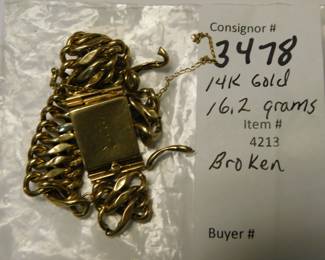 Consignor #
3478
14K Gold
16.2 grams
Item #
4213
Broken
Buyer #